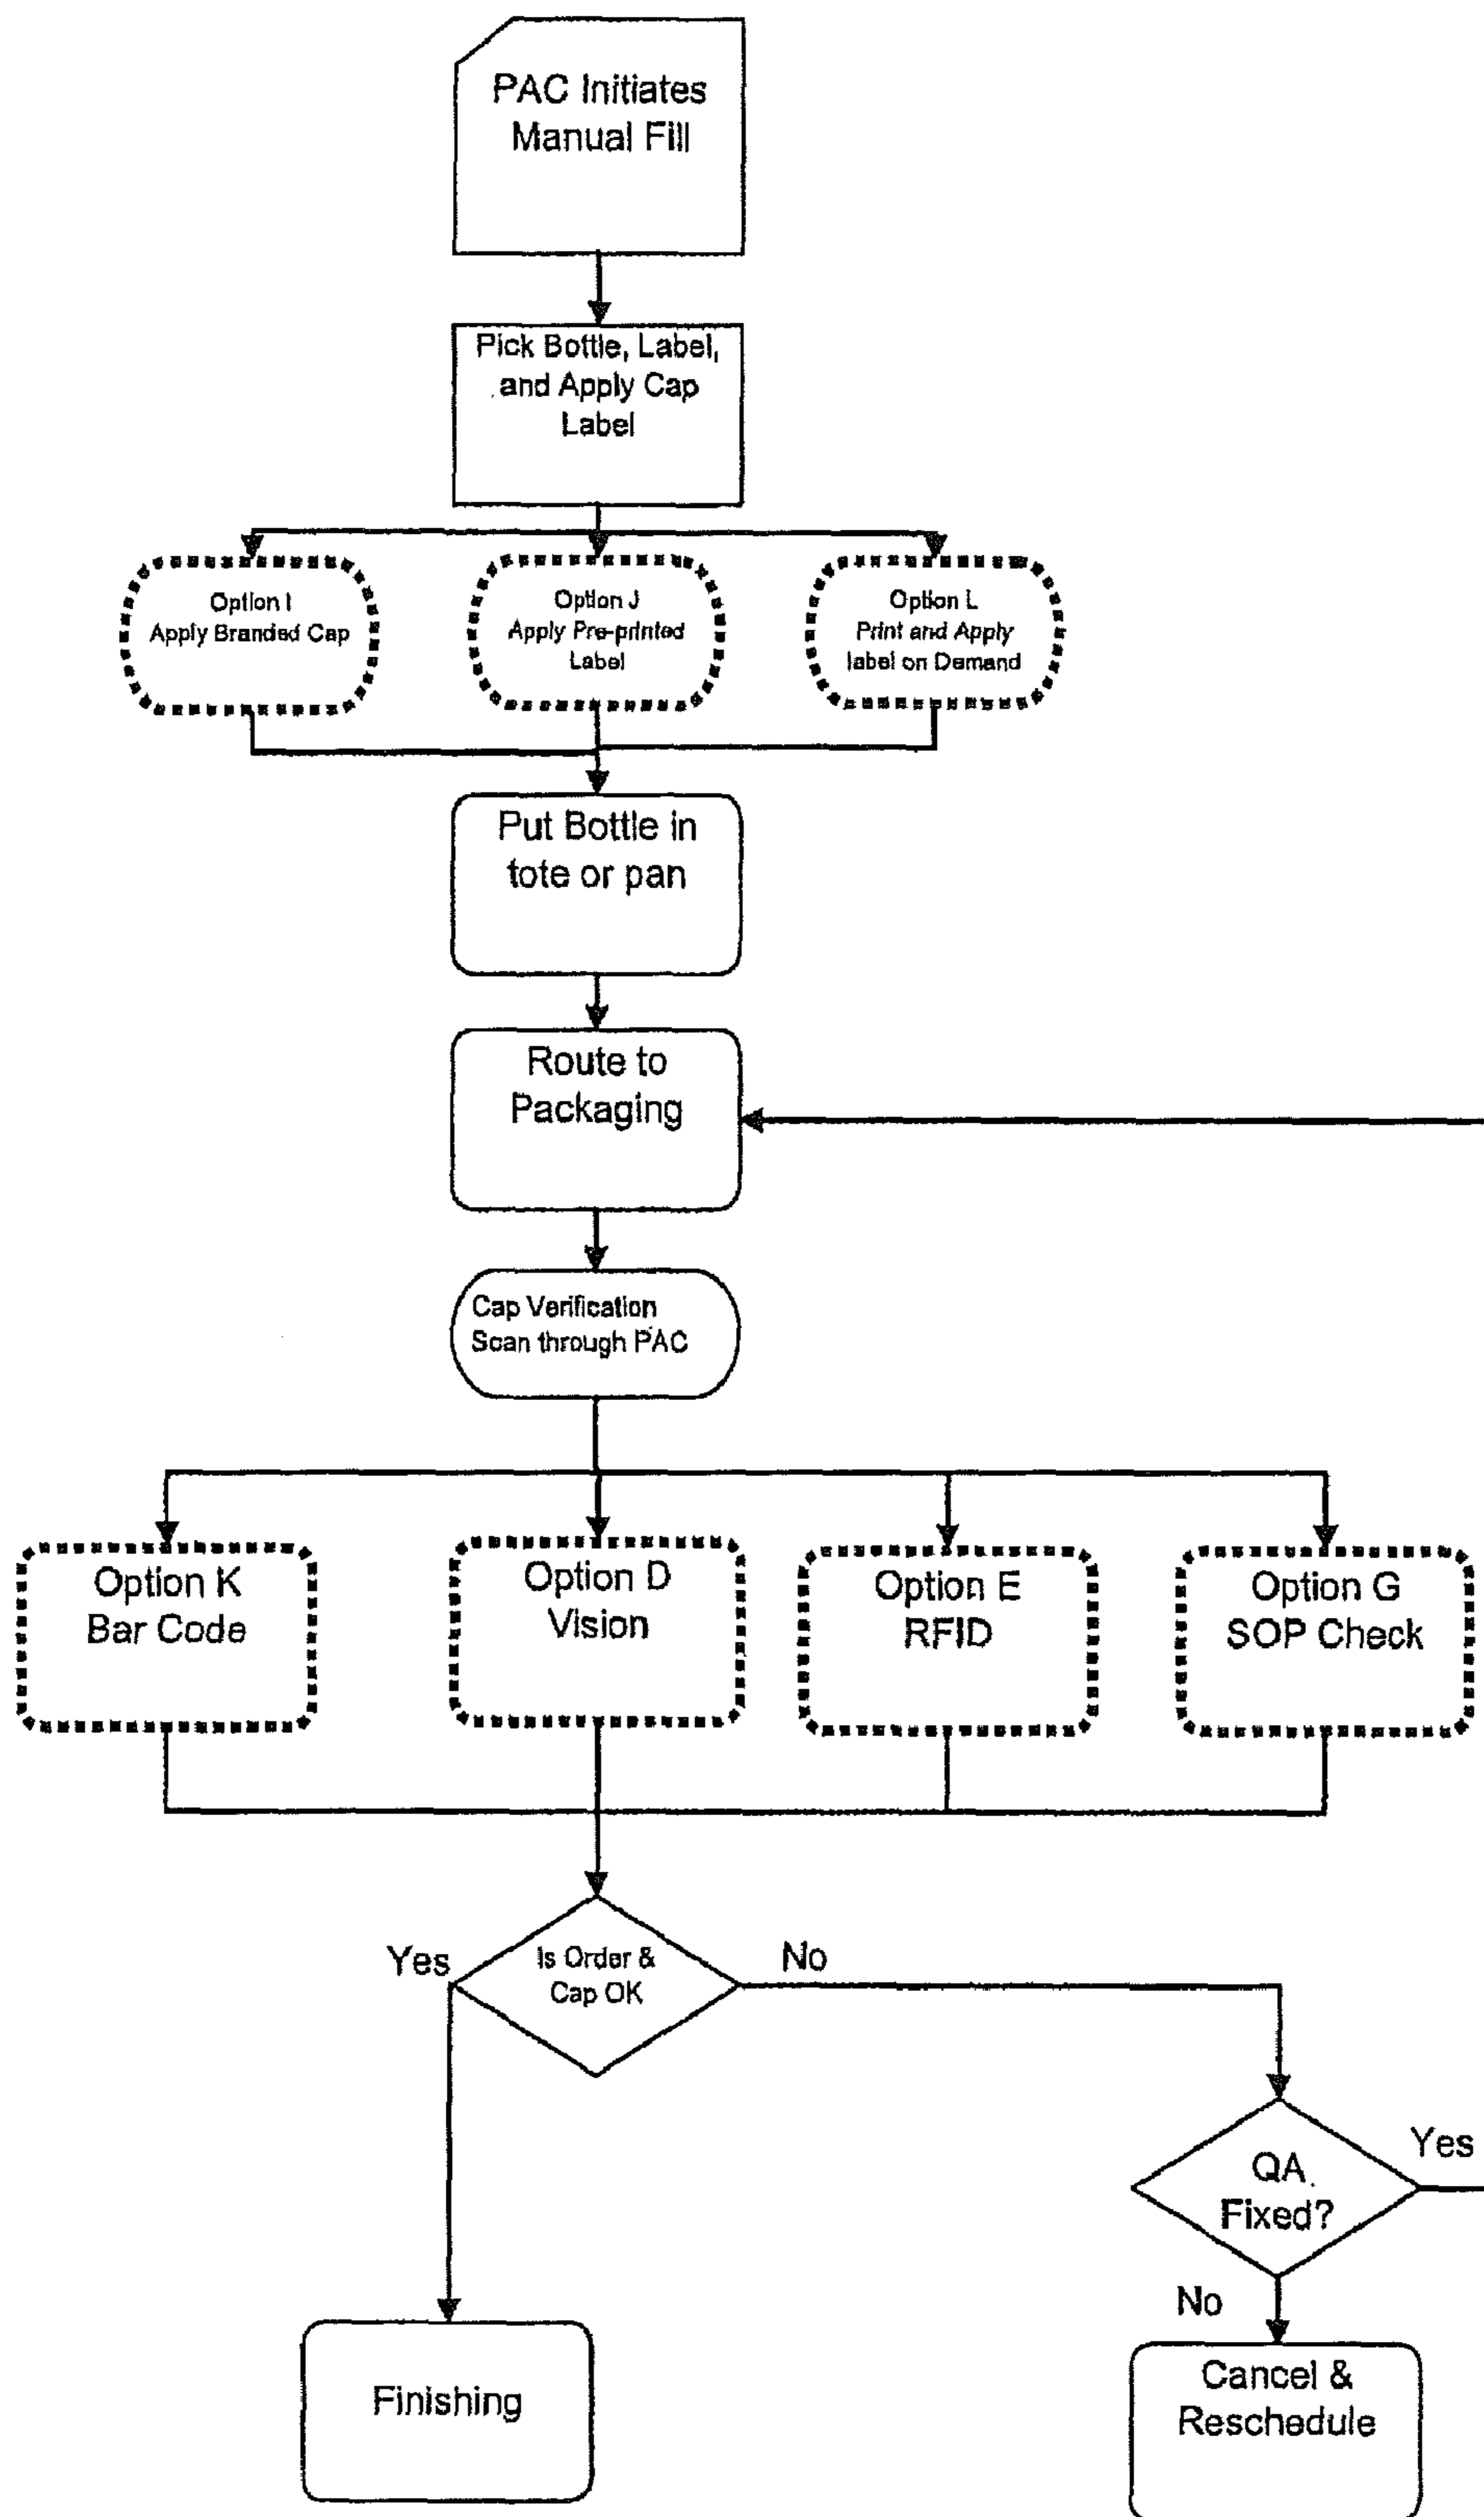 PAC Initiates
Manual Fill
Pick Bottle, Label,
and Apply Cap
Label
Option I
Apply Branded Cap
Option J
Apply Pre-printed
Label
Option L
Print and Apply
label on Demand
Put Bottle in
tote or pan
Route to
Packaging
Cap Verification
Scan through PAC
Option K
Bar Code
Option D
Vision
Option E
RFID
Option G
SOP Check
Yes
Is Order &
Cap OK
No
QA
Fixed?
Yes
No
Finishing
Cancel &
Reschedule